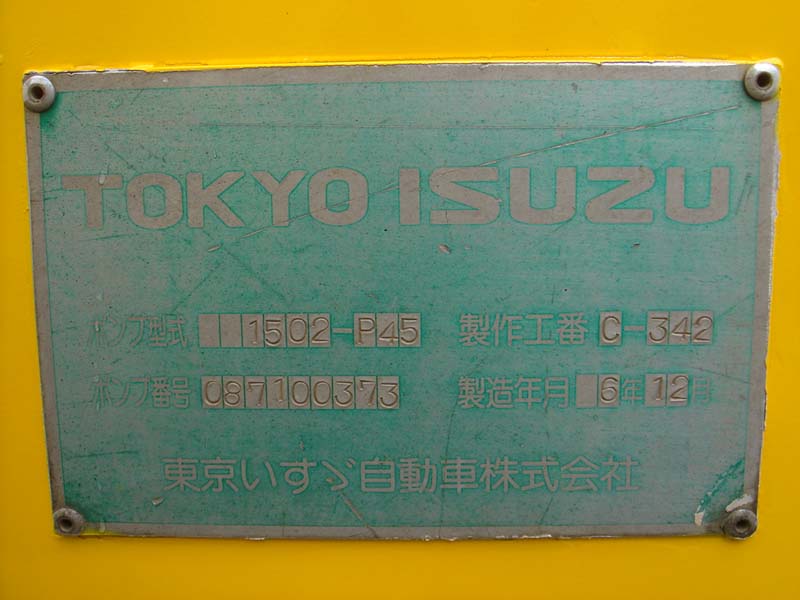 TOKYO ISUZU
ポンプ型式 1502-P45 製作工番 C-342
ポンプ番号 087100373 製造年月 6年12月
東京いすゞ自動車株式会社